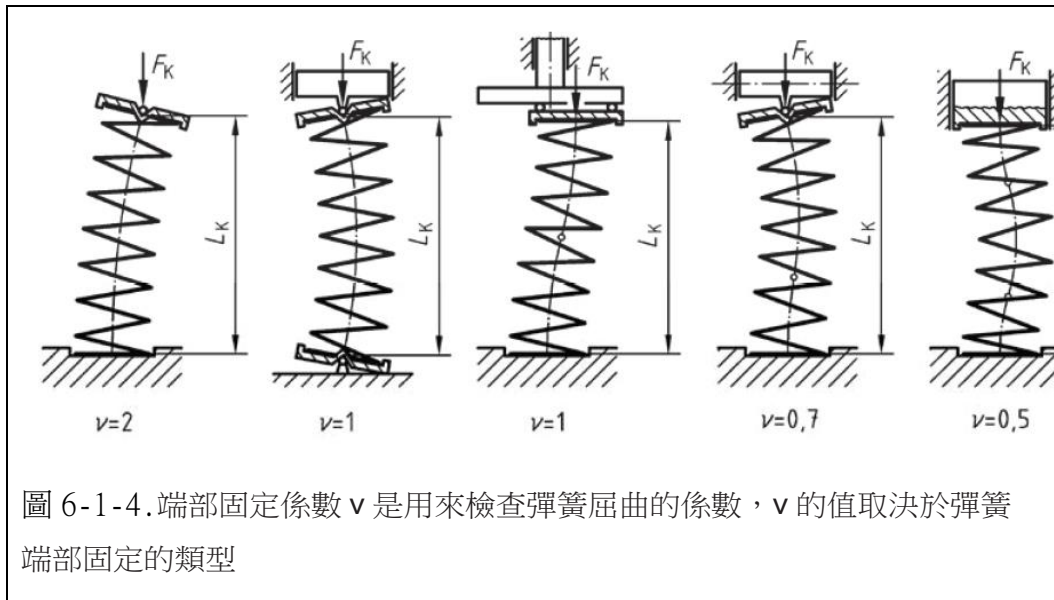 F_K
F_K
F_K
F_K
F_K
L_K
L_K
L_K
L_K
ν=2
ν=1
ν=1
ν=0,7
ν=0,5
圖 6-1-4.端部固定係數 v 是用來檢查彈簧屈曲的係數，v 的值取決於彈簧
端部固定的類型